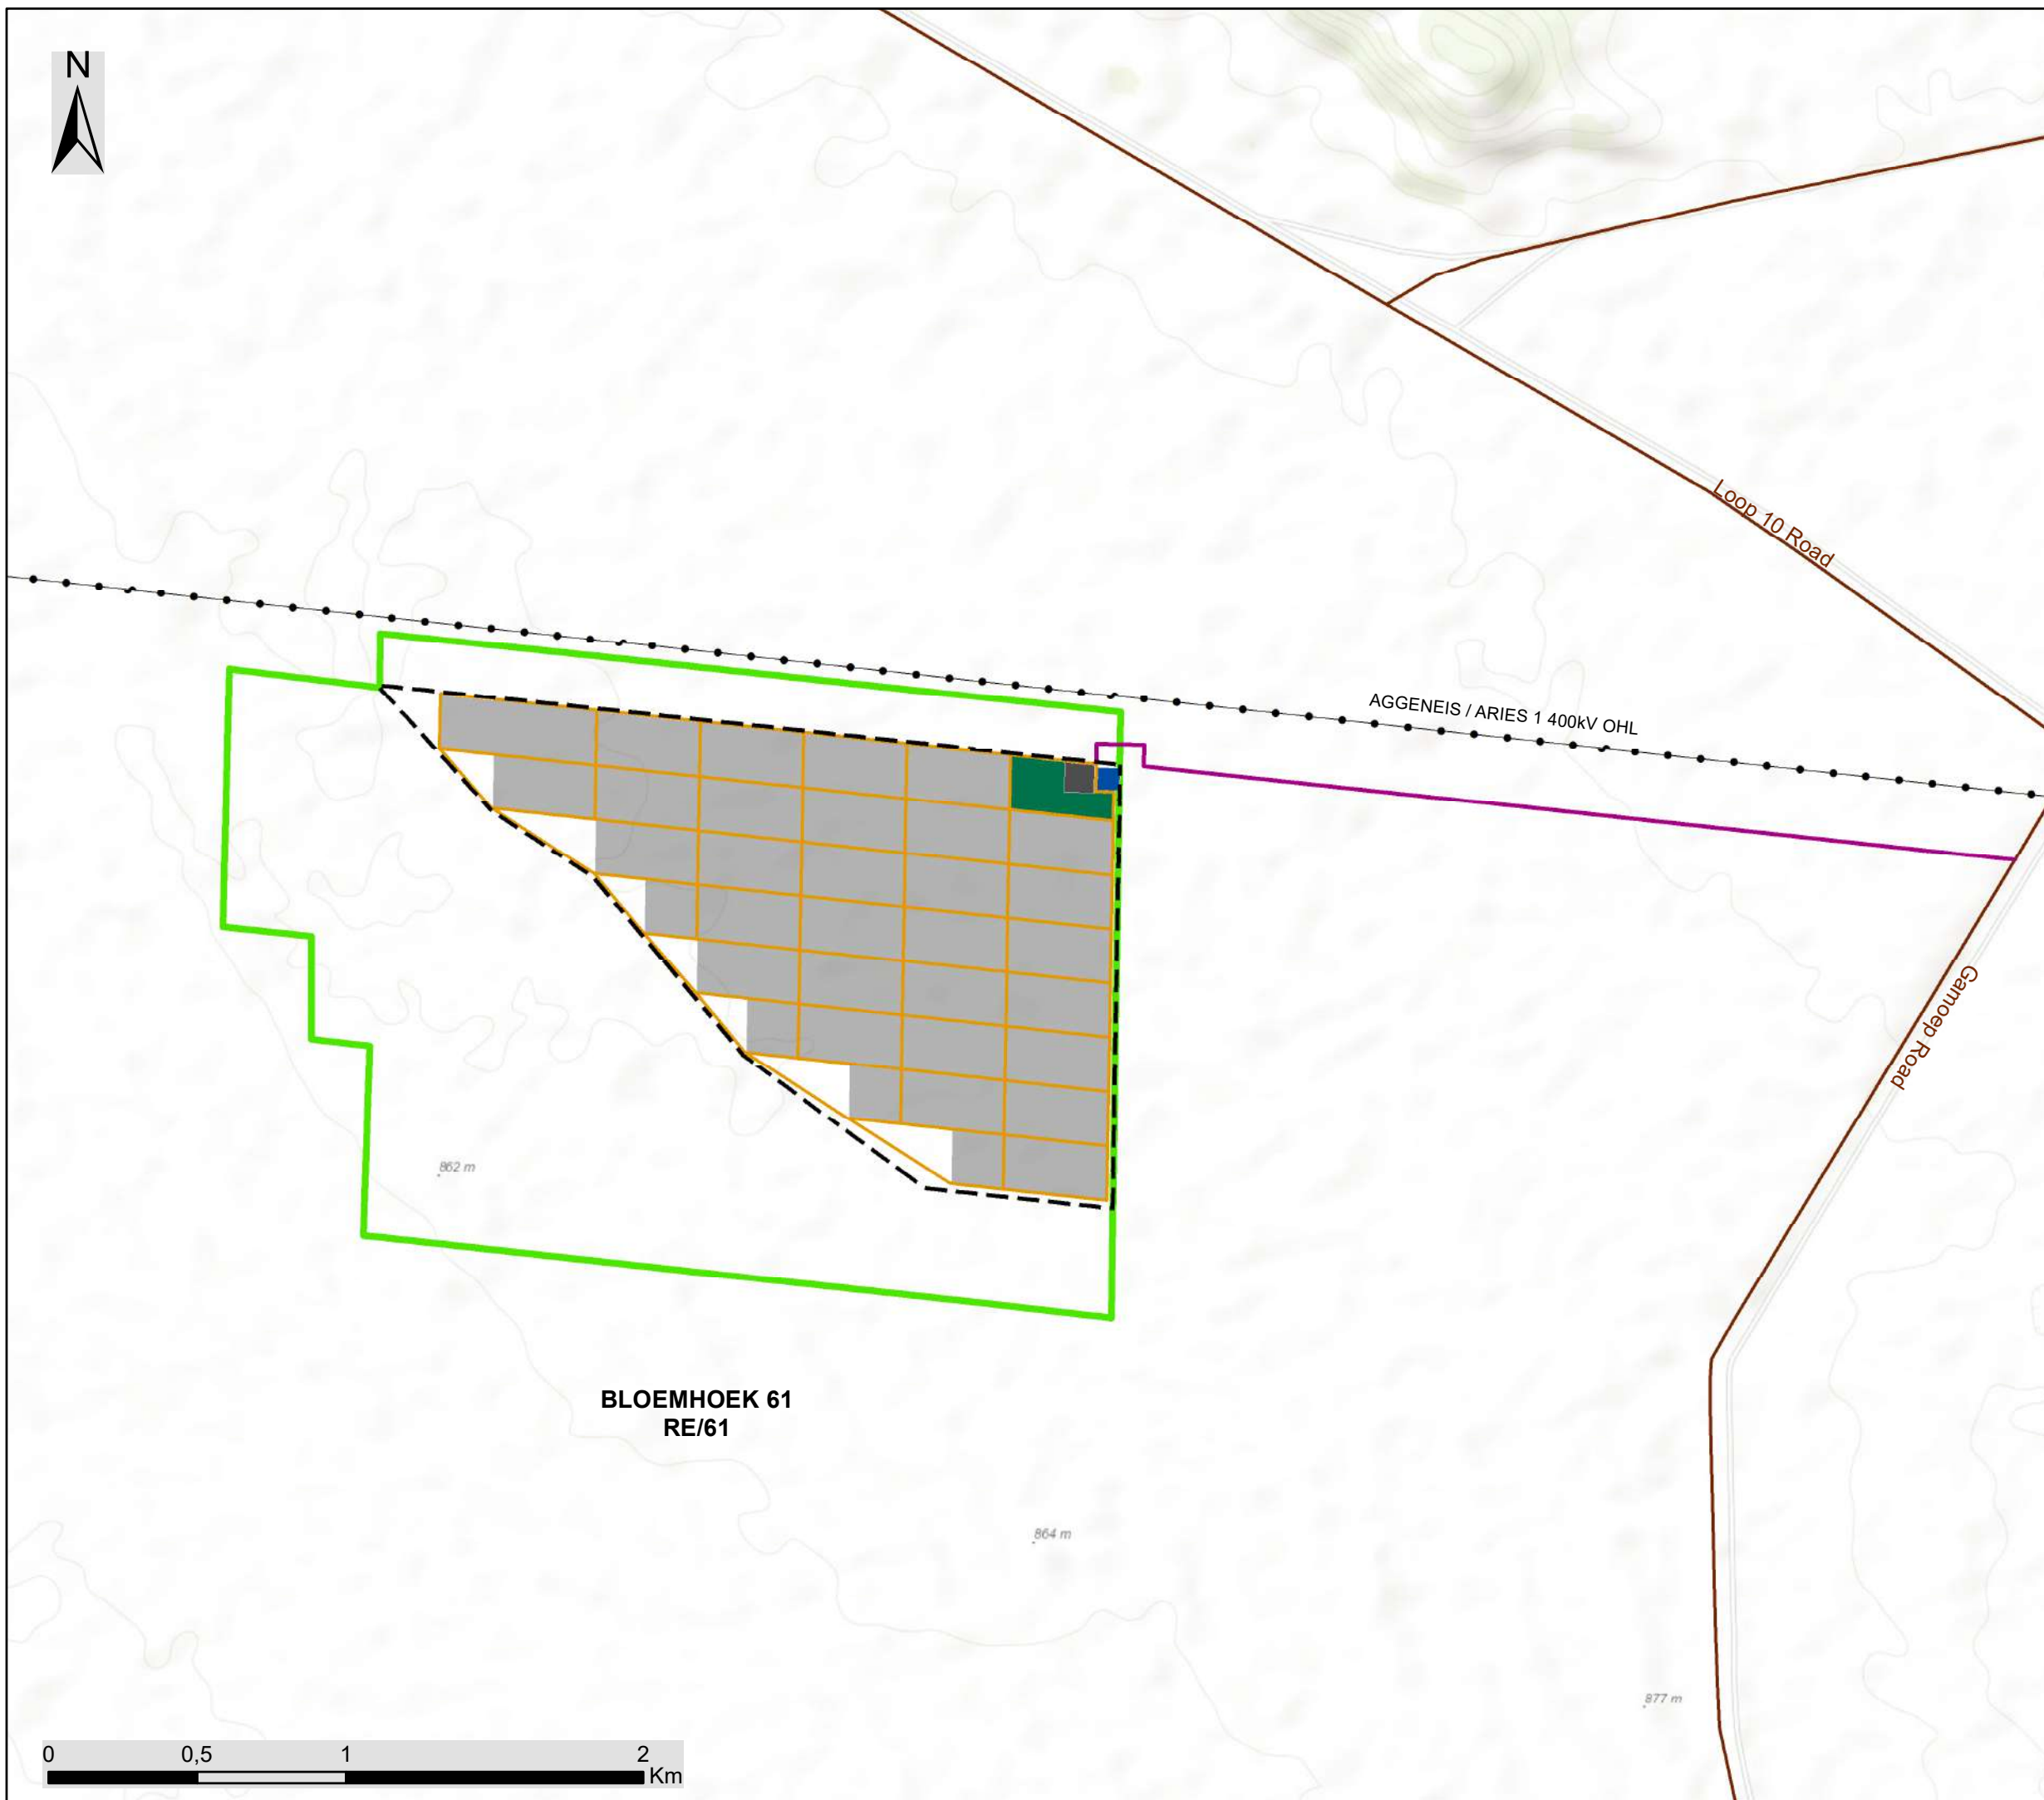 N
Loop 10 Road
AGGENEIS / ARIES 1 400kV OHL
Gamoep Road
862 m
BLOEMHOEK 61
RE/61
864 m
877 m
0 0,5 1 2
Km